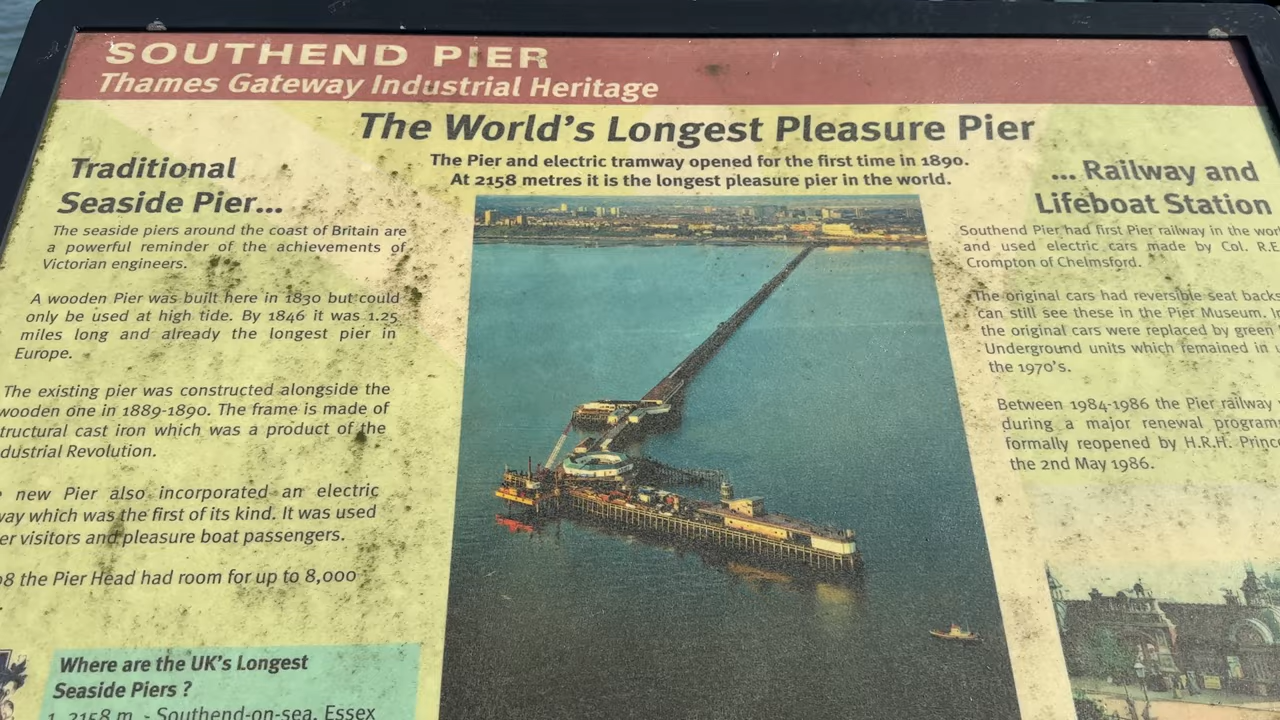 SOUTHEND PIER
Thames Gateway Industrial Heritage
The World's Longest Pleasure Pier
The Pier and electric tramway opened for the first time in 1890.
At 2158 metres it is the longest pleasure pier in the world.
Traditional
Seaside Pier...
The seaside piers around the coast of Britain are
a powerful reminder of the achievements of
Victorian engineers.
A wooden Pier was built here in 1830 but could
only be used at high tide. By 1846 it was 1.25
miles long and already the longest pier in
Europe.
The existing pier was constructed alongside the
wooden one in 1889-1890. The frame is made of
cast iron which was a product of the
Revolution.
new Pier also incorporated an electric
which was the first of its kind. It was used
visitors and pleasure boat passengers.
the Pier Head had room for up to 8,000
Where are the UK's Longest
Seaside Piers ?
1. 2158 m. - Southend-on-sea, Essex
... Railway and
Lifeboat Station
Southend Pier had first Pier railway in the
and used electric cars made by Col. R.E.
Crompton of Chelmsford.
The original cars had reversible seat backs
can still see these in the Pier Museum.
the original cars were replaced by green
Underground units which remained in
the 1970's.
Between 1984-1986 the Pier railway
during a major renewal
formally reopened by H.R.H.
the 2nd May 1986.